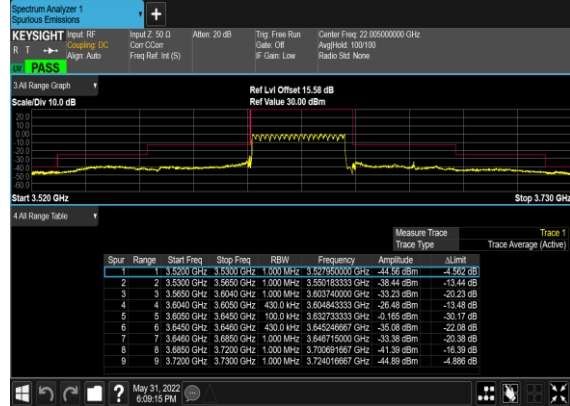 Spectrum Analyzer 1
Spurious Emissions
+
KEYSIGHT Input: RF Input Z: 50 Ω Atten: 20 dB Trig: Free Run Center Freq: 22.005000000 GHz
R T Coupling: DC Corr CCorr Gate: Off Avg|Hold: 100/100
Align: Auto Freq Ref: Int (S) IF Gain: Low Radio Std: None
PASS
3 All Range Graph
Ref Lvl Offset 15.58 dB
Scale/Div 10.0 dB Ref Value 30.00 dBm
20.0
10.0
0.00
-10.0
-20.0
-30.0
-40.0
-50.0
-60.0
Start 3.520 GHz Stop 3.730 GHz
4 All Range Table
Measure Trace Trace 1
Trace Type Trace Average (Active)
Spur Range Start Freq Stop Freq RBW Frequency Amplitude ΔLimit
1 1 3.5200 GHz 3.5300 GHz 1.000 MHz 3.527950000 GHz -44.56 dBm -4.562 dB
2 2 3.5300 GHz 3.5650 GHz 1.000 MHz 3.550183333 GHz -38.44 dBm -13.44 dB
3 3 3.5650 GHz 3.6040 GHz 1.000 MHz 3.603740000 GHz -33.23 dBm -20.23 dB
4 4 3.6040 GHz 3.6050 GHz 430.0 kHz 3.604843333 GHz -26.48 dBm -13.48 dB
5 5 3.6050 GHz 3.6450 GHz 100.0 kHz 3.632733333 GHz -0.165 dBm -30.17 dB
6 6 3.6450 GHz 3.6460 GHz 430.0 kHz 3.645246667 GHz -35.08 dBm -22.08 dB
7 7 3.6460 GHz 3.6850 GHz 1.000 MHz 3.646715000 GHz -33.38 dBm -20.38 dB
8 8 3.6850 GHz 3.7200 GHz 1.000 MHz 3.700691667 GHz -41.39 dBm -16.39 dB
9 9 3.7200 GHz 3.7300 GHz 1.000 MHz 3.724016667 GHz -44.89 dBm -4.886 dB
? May 31, 2022
6:09:15 PM